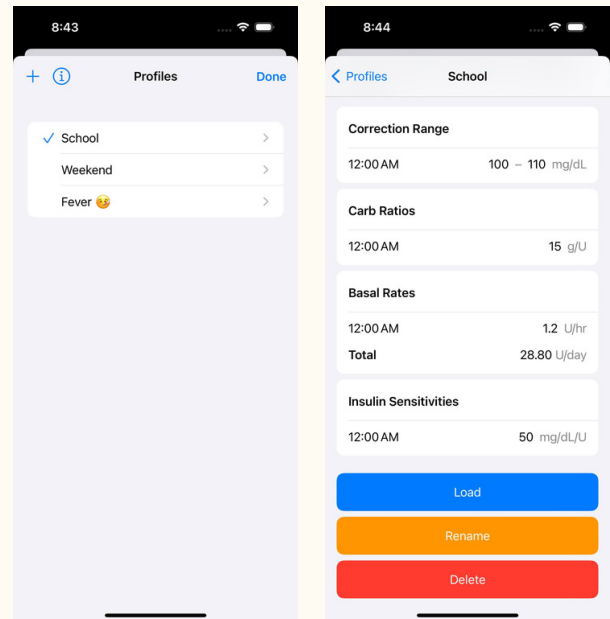 8:43
Profiles
Done
School
Weekend
Fever 🤒
8:44
Profiles
School
Correction Range
12:00 AM 100 – 110 mg/dL
Carb Ratios
12:00 AM 15 g/U
Basal Rates
12:00 AM 1.2 U/hr
Total 28.80 U/day
Insulin Sensitivities
12:00 AM 50 mg/dL/U
Load
Rename
Delete